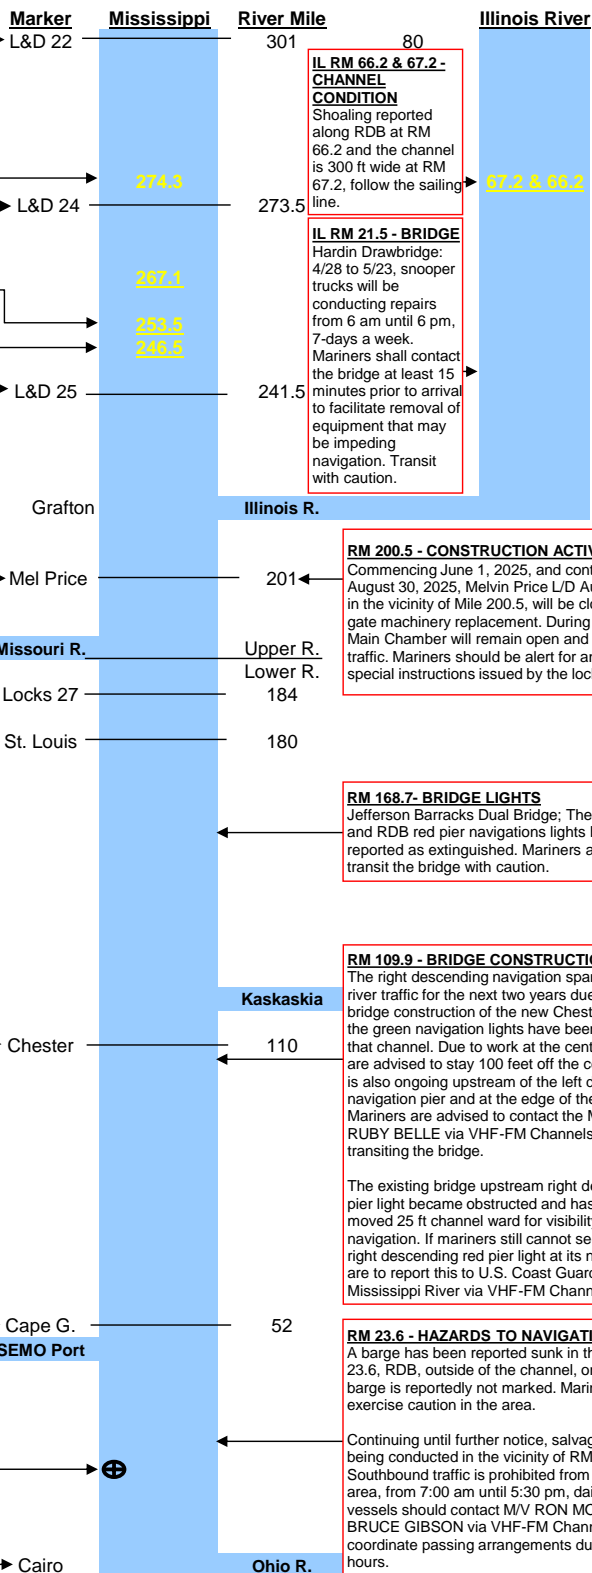 Marker Mississippi River Mile Illinois River
L&D 22 301 80
IL RM 66.2 & 67.2 -
CHANNEL
CONDITION
Shoaling reported
along RDB at RM
66.2 and the channel
is 300 ft wide at RM
67.2, follow the sailing
line.
274.3
67.2 & 66.2
L&D 24 273.5
IL RM 21.5 - BRIDGE
Hardin Drawbridge:
4/28 to 5/23, snooper
trucks will be
conducting repairs
from 6 am until 6 pm,
7-days a week.
Mariners shall contact
the bridge at least 15
minutes prior to arrival
to facilitate removal of
equipment that may
be impeding
navigation. Transit
with caution.
267.1
253.5
246.5
L&D 25 241.5
Grafton Illinois R.
RM 200.5 - CONSTRUCTION ACTIV
Commencing June 1, 2025, and cont
August 30, 2025, Melvin Price L/D Au
in the vicinity of Mile 200.5, will be clo
gate machinery replacement. During
Main Chamber will remain open and
traffic. Mariners should be alert for an
special instructions issued by the loc
Mel Price 201
Missouri R. Upper R.
Lower R.
Locks 27 184
St. Louis 180
RM 168.7- BRIDGE LIGHTS
Jefferson Barracks Dual Bridge; The
and RDB red pier navigations lights
reported as extinguished. Mariners a
transit the bridge with caution.
RM 109.9 - BRIDGE CONSTRUCTIO
The right descending navigation spa
river traffic for the next two years due
bridge construction of the new Chest
the green navigation lights have been
that channel. Due to work at the cent
are advised to stay 100 feet off the c
is also ongoing upstream of the left d
navigation pier and at the edge of the
Mariners are advised to contact the M
RUBY BELLE via VHF-FM Channels
transiting the bridge.
The existing bridge upstream right de
pier light became obstructed and has
moved 25 ft channel ward for visibility
navigation. If mariners still cannot se
right descending red pier light at its n
are to report this to U.S. Coast Guar
Mississippi River via VHF-FM Chann
Kaskaskia
Chester 110
Cape G. 52
SEMO Port
RM 23.6 - HAZARDS TO NAVIGATI
A barge has been reported sunk in th
23.6, RDB, outside of the channel, or
barge is reportedly not marked. Marin
exercise caution in the area.
Continuing until further notice, salvag
being conducted in the vicinity of RM
Southbound traffic is prohibited from
area, from 7:00 am until 5:30 pm, dai
vessels should contact M/V RON MO
BRUCE GIBSON via VHF-FM Chann
coordinate passing arrangements du
hours.
Cairo Ohio R.